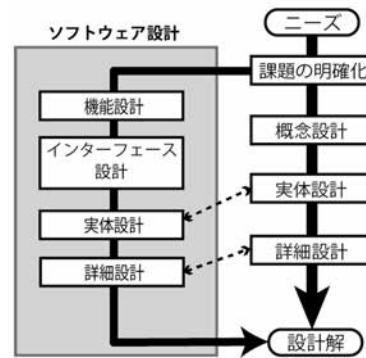 ソフトウェア設計
機能設計
インターフェース
設計
実体設計
詳細設計
ニーズ
課題の明確化
概念設計
実体設計
詳細設計
設計解